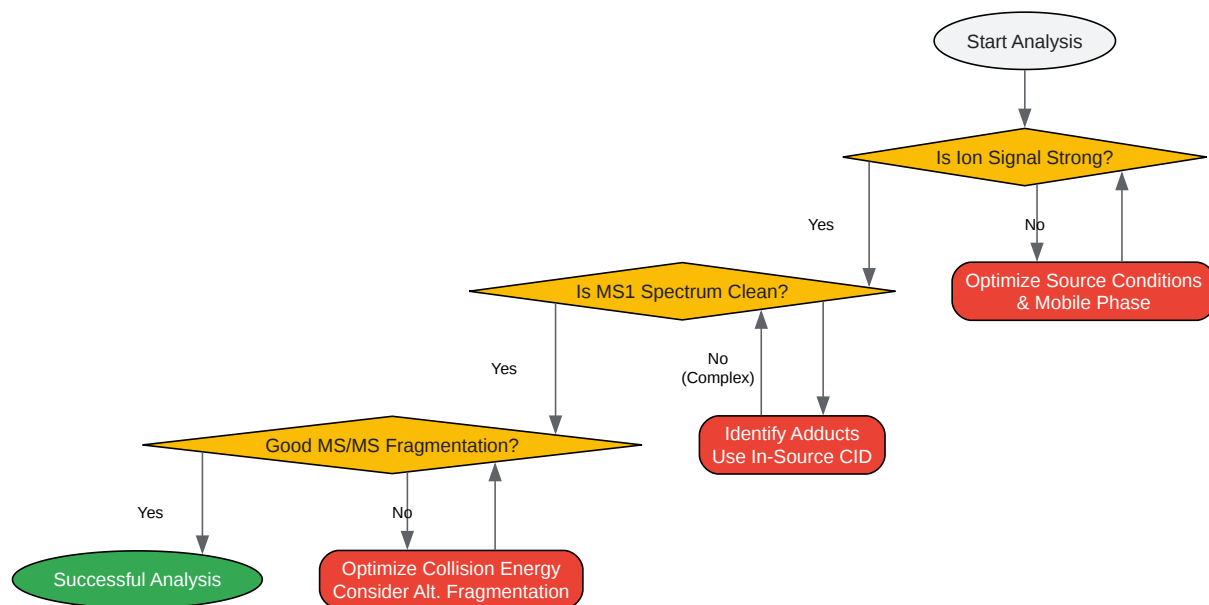 Start Analysis
Is Ion Signal Strong?
Yes
No
Optimize Source Conditions
& Mobile Phase
Is MS1 Spectrum Clean?
Yes
No
(Complex)
Identify Adducts
Use In-Source CID
Good MS/MS Fragmentation?
Yes
No
Successful Analysis
Optimize Collision Energy
Consider Alt. Fragmentation